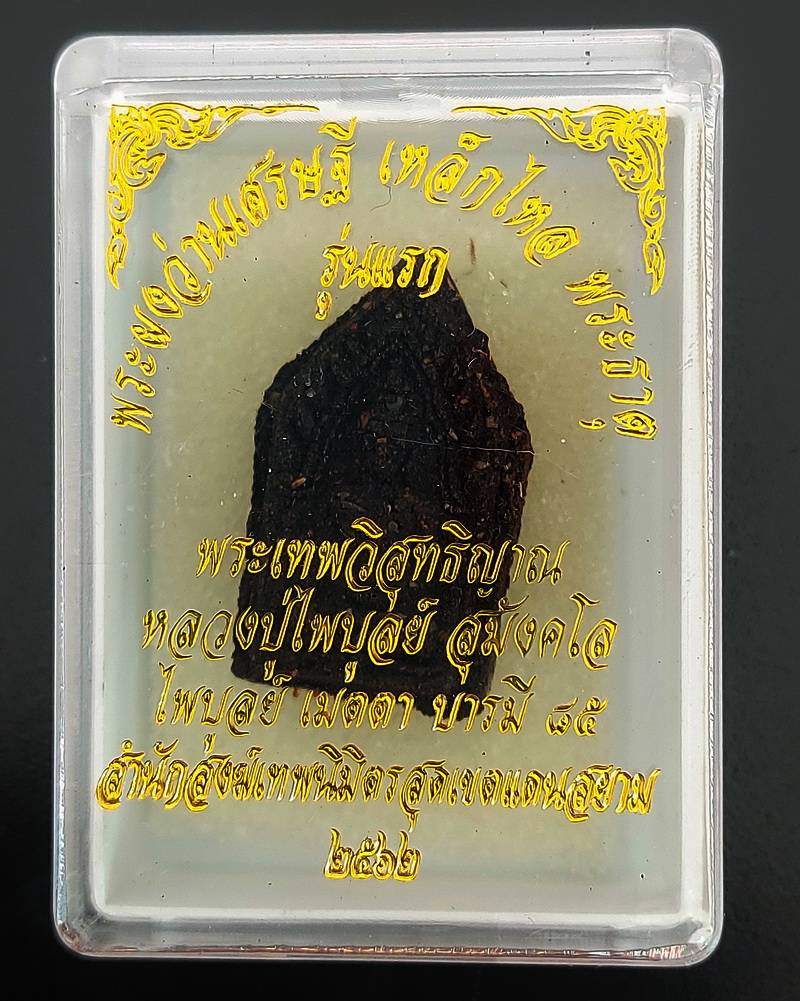 พระผงว่านเศรษฐี เหล็กไหล พระธาตุ
รุ่นแรก
พระเทพวิสุทธิญาณ
หลวงปู่ไพบูลย์ สุมังคโล
ไพบูลย์ เมตตา บารมี ๘๕
สำนักสงฆ์เทพนิมิตรสุดเขตแดนสยาม
๒๕๖๒